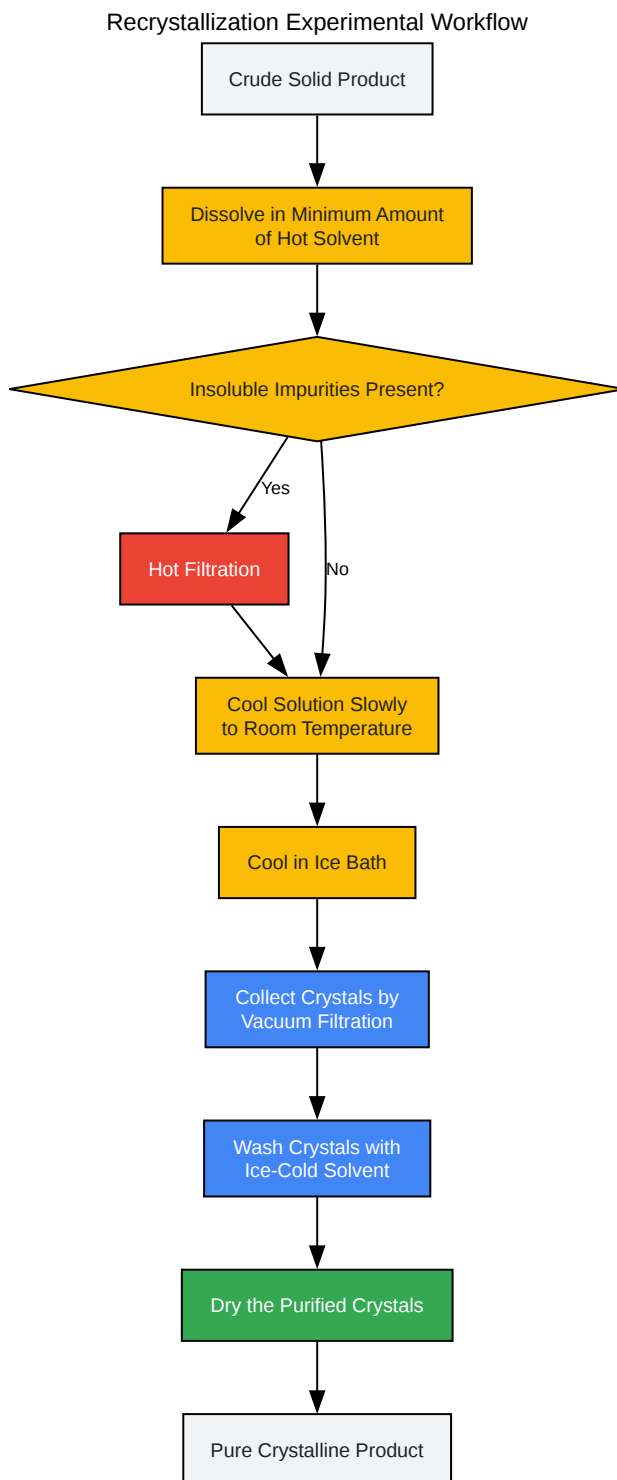 Recrystallization Experimental Workflow
Crude Solid Product
Dissolve in Minimum Amount
of Hot Solvent
Insoluble Impurities Present?
Yes
Hot Filtration
No
Cool Solution Slowly
to Room Temperature
Cool in Ice Bath
Collect Crystals by
Vacuum Filtration
Wash Crystals with
Ice-Cold Solvent
Dry the Purified Crystals
Pure Crystalline Product